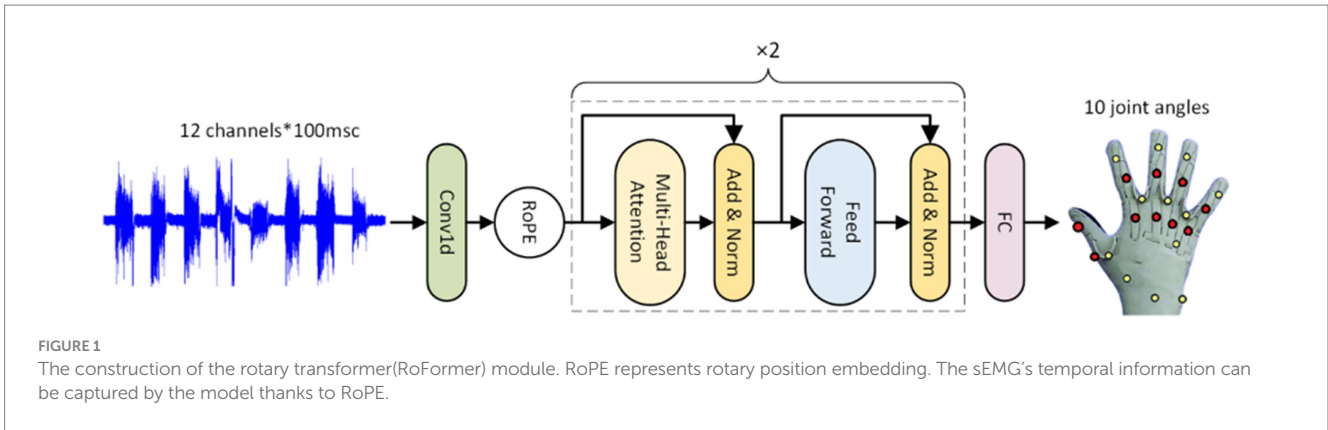 ×2
12 channels*100msc
10 joint angles
Conv1d
RoPE
Multi-Head
Attention
Add & Norm
Feed
Forward
Add & Norm
FC
FIGURE 1
The construction of the rotary transformer(RoFormer) module. RoPE represents rotary position embedding. The sEMG's temporal information can
be captured by the model thanks to RoPE.